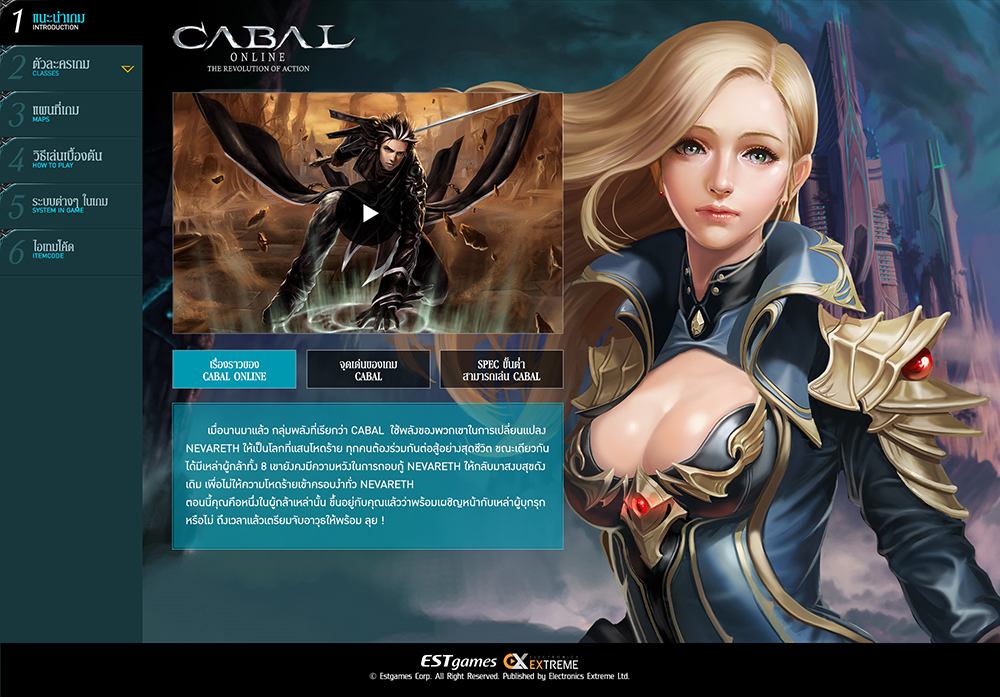 1 แนะนำเกม
INTRODUCTION
2 ตัวละครเกม
CLASSES
3 แผนที่เกม
MAPS
4 วิธีเล่นเบื้องต้น
HOW TO PLAY
5 ระบบต่างๆ ในเกม
SYSTEM IN GAME
6 ไอเทมโค้ด
ITEMCODE
CABAL
ONLINE
THE REVOLUTION OF ACTION
เรื่องราวของ
CABAL ONLINE
จุดเด่นของเกม
CABAL
SPEC ขั้นต่ำ
สามารถเล่น CABAL
เมื่อนานมาแล้ว กลุ่มพลังที่เรียกว่า CABAL ใช้พลังของพวกเขาในการเปลี่ยนแปลง
NEVARETH ให้เป็นโลกที่แสนโหดร้าย ทุกคนต้องร่วมกันต่อสู้อย่างสุดชีวิต ขณะเดียวกัน
ได้มีเหล่าผู้กล้าทั้ง 8 เขายังคงมีความหวังในการกอบกู้ NEVARETH ให้กลับมาสงบสุขดัง
เดิม เพื่อไม่ให้ความโหดร้ายเข้าครอบงำทั่ว NEVARETH
ตอนนี้คุณคือหนึ่งในผู้กล้าเหล่านั้น ขึ้นอยู่กับคุณแล้วว่าพร้อมเผชิญหน้ากับเหล่าผู้บุกรุก
หรือไม่ ถึงเวลาแล้วเตรียมจับอาวุธให้พร้อม ลุย !
ESTgames EX ELECTRONICS EXTREME
© Estgames Corp. All Right Reserved. Published by Electronics Extreme Ltd.